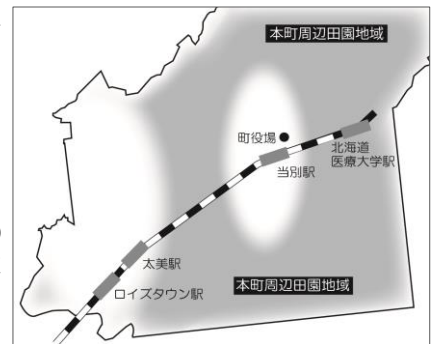 本町周辺田園地域
町役場
北海道
医療大学駅
当別駅
太美駅
ロイズタウン駅
本町周辺田園地域